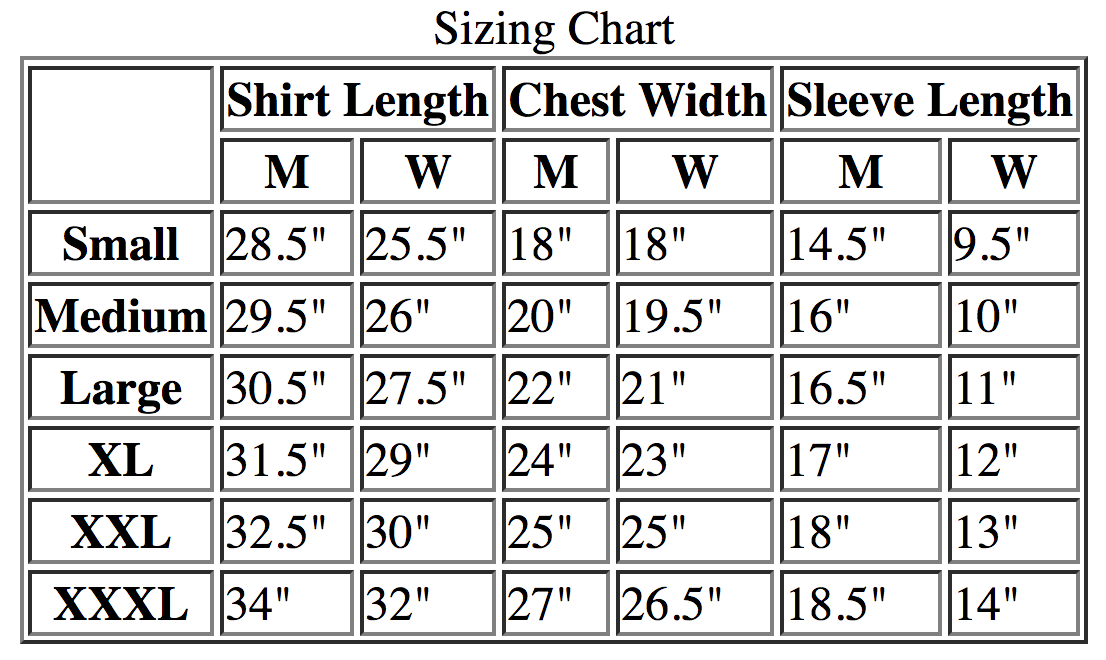 Sizing Chart
Shirt Length Chest Width Sleeve Length
M W M W M W
Small 28.5" 25.5" 18" 18" 14.5" 9.5"
Medium 29.5" 26" 20" 19.5" 16" 10"
Large 30.5" 27.5" 22" 21" 16.5" 11"
XL 31.5" 29" 24" 23" 17" 12"
XXL 32.5" 30" 25" 25" 18" 13"
XXXL 34" 32" 27" 26.5" 18.5" 14"